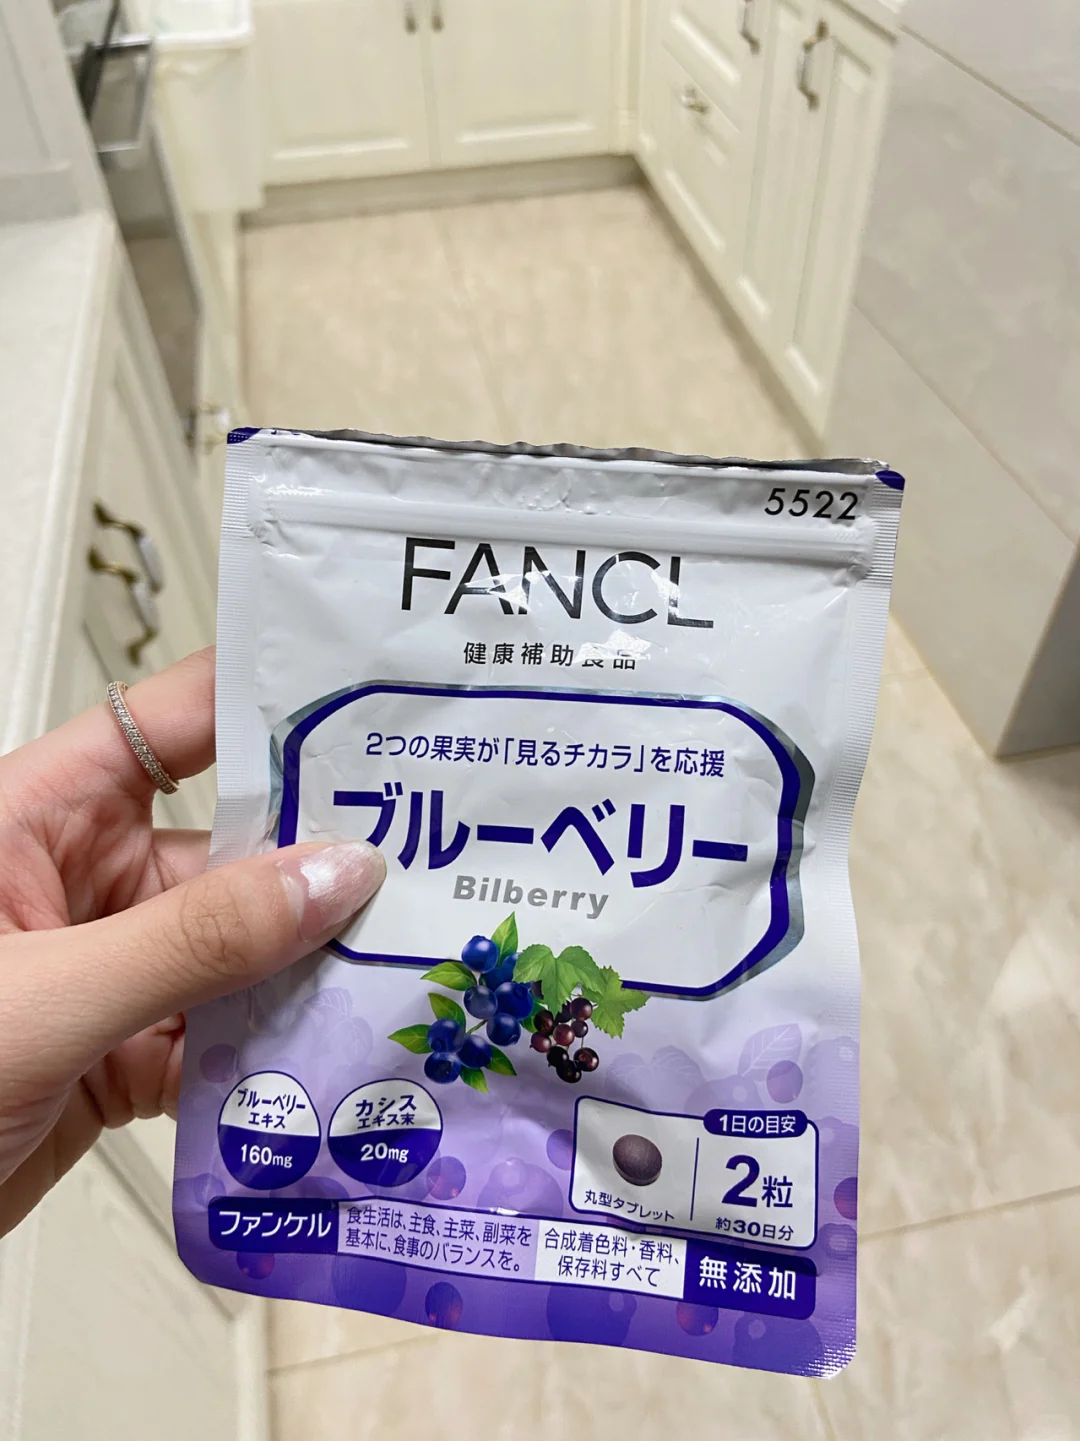 5522
FANCL
健康補助食品
2つの果実が「見るチカラ」を応援
ブルーベリー
Bilberry
ブルーベリー
エキス
160mg
カシス
エキス末
20mg
1日の目安
2粒
約30日分
丸型タブレット
ファンケル
食生活は、主食、主菜、副菜を
基本に、食事のバランスを。
合成着色料・香料、
保存料すべて
無添加